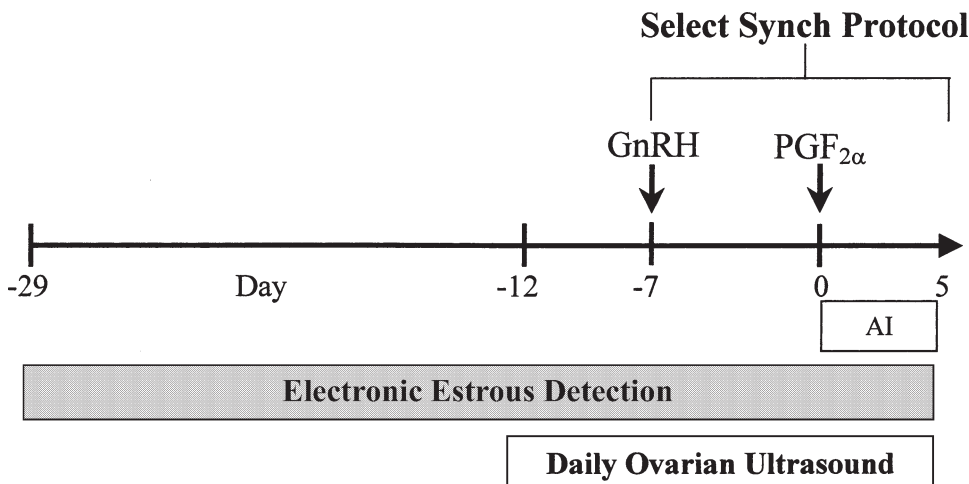 Select Synch Protocol
GnRH PGF2α
-29 Day -12 -7 0 5
AI
Electronic Estrous Detection
Daily Ovarian Ultrasound